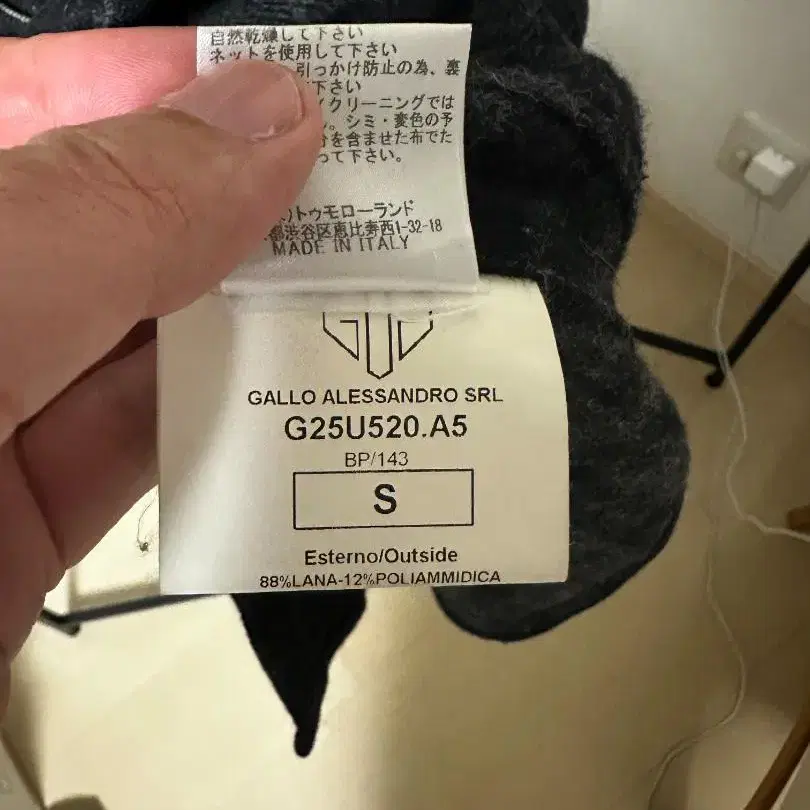 自然乾燥して下さい
ネットを使用して下さい
引っかけ防止の為、裏
下さい
イクリーニングでは
。シミ・変色の予
分を含ませた布でた
って下さい。
)トゥモローランド
都渋谷区恵比寿西1-32-18
MADE IN ITALY
GALLO ALESSANDRO SRL
G25U520.A5
BP/143
S
Esterno/Outside
88%LANA-12%POLIAMMIDICA